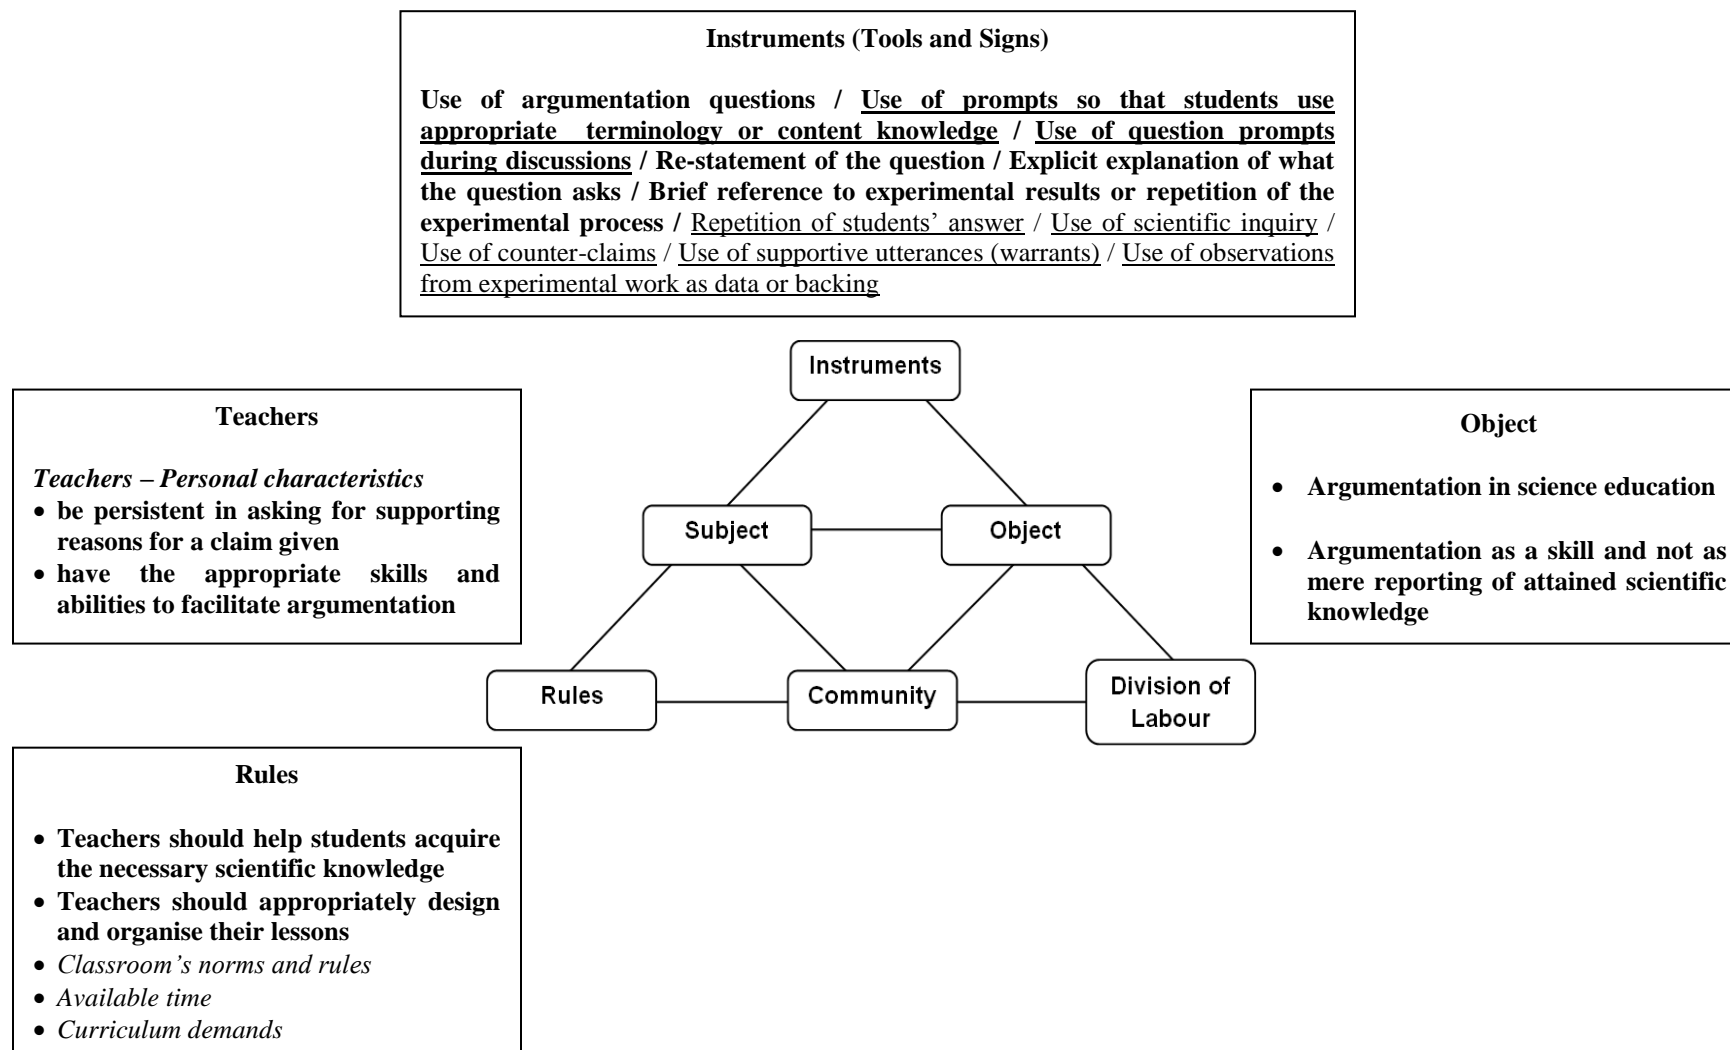 Instruments (Tools and Signs)
Use of argumentation questions / Use of prompts so that students use
appropriate terminology or content knowledge / Use of question prompts
during discussions / Re-statement of the question / Explicit explanation of what
the question asks / Brief reference to experimental results or repetition of the
experimental process / Repetition of students’ answer / Use of scientific inquiry /
Use of counter-claims / Use of supportive utterances (warrants) / Use of observations
from experimental work as data or backing
Instruments
Teachers
Teachers – Personal characteristics
• be persistent in asking for supporting
reasons for a claim given
• have the appropriate skills and
abilities to facilitate argumentation
Subject
Object
Object
• Argumentation in science education
• Argumentation as a skill and not as
mere reporting of attained scientific
knowledge
Rules
Community
Division of
Labour
Rules
• Teachers should help students acquire
the necessary scientific knowledge
• Teachers should appropriately design
and organise their lessons
• Classroom’s norms and rules
• Available time
• Curriculum demands